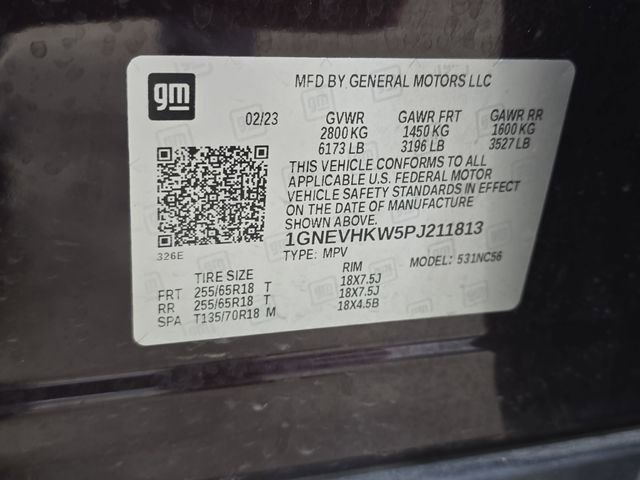 gm
MFD BY GENERAL MOTORS LLC
02/23 GVWR GAWR FRT GAWR RR
2800 KG 1450 KG 1600 KG
6173 LB 3196 LB 3527 LB
THIS VEHICLE CONFORMS TO ALL
APPLICABLE U.S. FEDERAL MOTOR
VEHICLE SAFETY STANDARDS IN EFFECT
ON THE DATE OF MANUFACTURE
SHOWN ABOVE.
1GNEVHKW5PJ211813
326E
TYPE: MPV MODEL: 531NC56
TIRE SIZE RIM
FRT 255/65R18 T 18X7.5J
RR 255/65R18 T 18X7.5J
SPA T135/70R18 M 18X4.5B